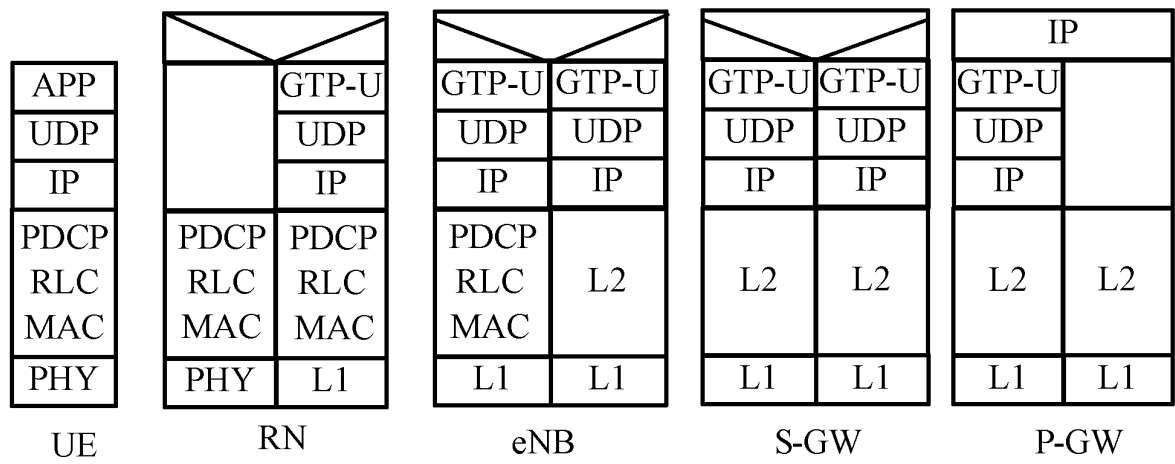 IP
APP GTP-U GTP-U GTP-U GTP-U GTP-U GTP-U
UDP UDP UDP UDP UDP UDP UDP
IP IP IP IP IP IP IP
PDCP PDCP PDCP PDCP
RLC RLC RLC RLC L2 L2 L2 L2 L2
MAC MAC MAC MAC
PHY PHY L1 L1 L1 L1 L1 L1 L1
UE RN eNB S-GW P-GW